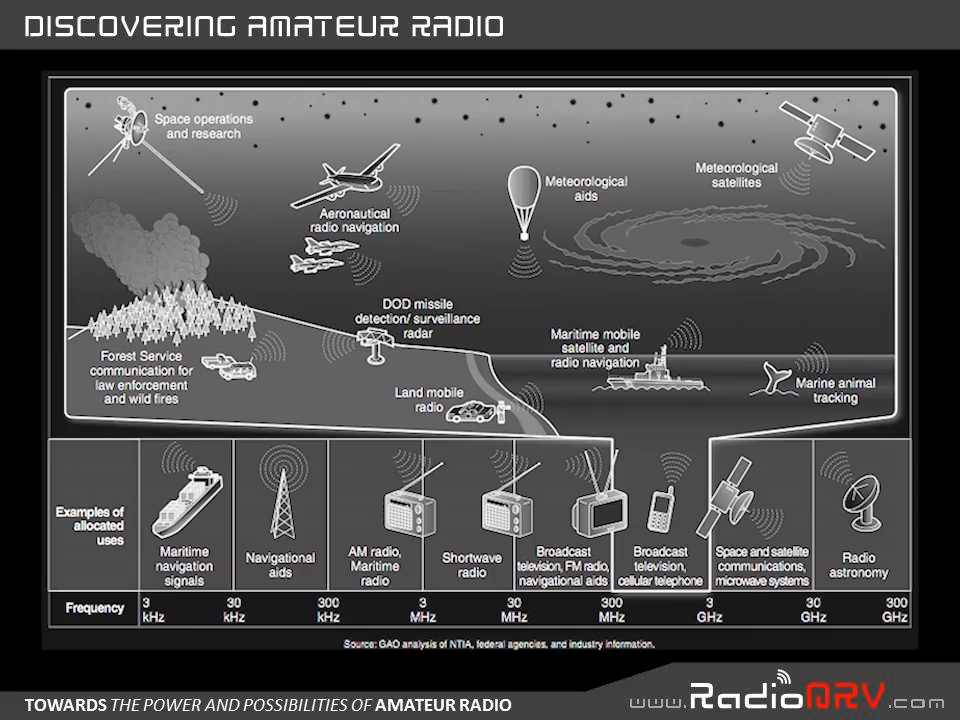 DISCOVERING AMATEUR RADIO
Space operations
and research
Aeronautical
radio navigation
Meteorological
aids
Meteorological
satellites
DOD missile
detection/ surveillance
radar
Forest Service
communication for
law enforcement
and wild fires
Land mobile
radio
Maritime mobile
satellite and
radio navigation
Marine animal
tracking
Examples of
allocated
uses
Maritime
navigation
signals
Navigational
aids
AM radio,
Maritime
radio
Shortwave
radio
Broadcast
television, FM radio,
navigational aids
Broadcast
television,
cellular telephone
Space and satellite
communications,
microwave systems
Radio
astronomy
Frequency
3 kHz
30 kHz
300 kHz
3 MHz
30 MHz
300 MHz
3 GHz
30 GHz
300 GHz
Source: GAO analysis of NTIA, federal agencies, and industry information.
TOWARDS THE POWER AND POSSIBILITIES OF AMATEUR RADIO
www.RadioQRV.com